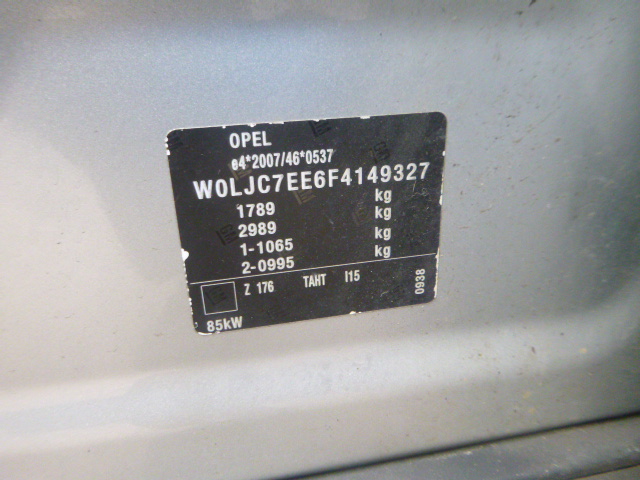 OPEL
e4*2007/46*0537
W0LJC7EE6F4149327
1789 kg
2989 kg
1-1065 kg
2-0995 kg
Z 176 TAHT I15 0938
85kW